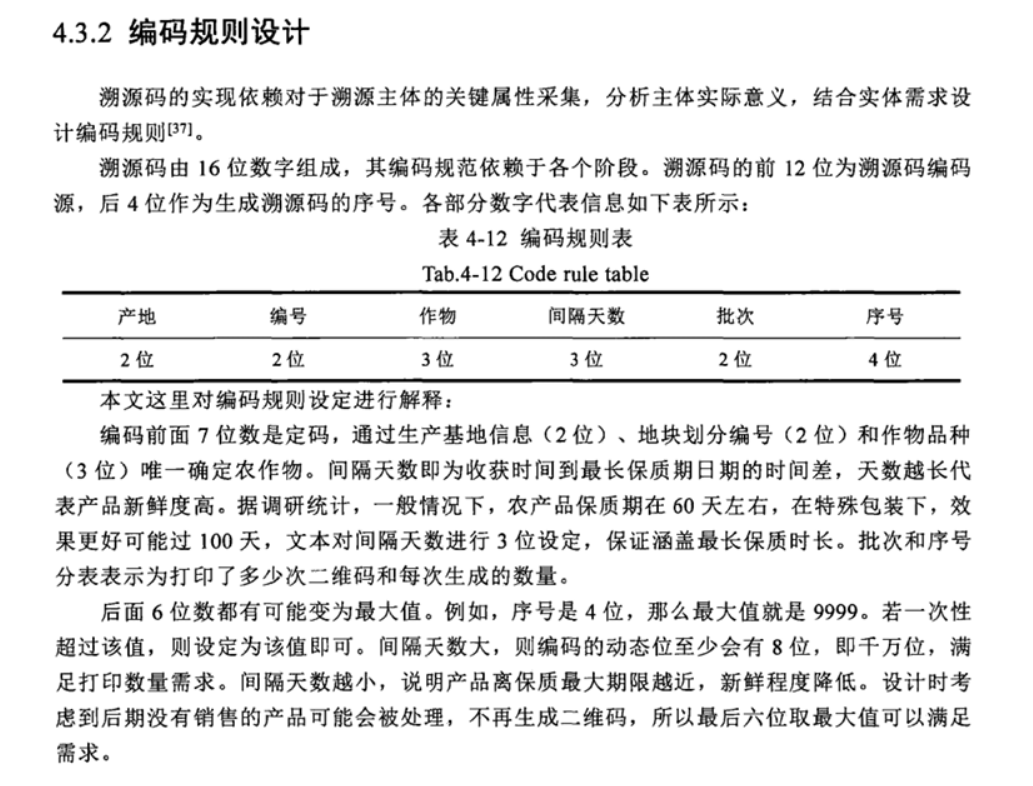 4.3.2 编码规则设计
溯源码的实现依赖对于溯源主体的关键属性采集，分析主体实际意义，结合实体需求设
计编码规则[37]。
溯源码由 16 位数字组成，其编码规范依赖于各个阶段。溯源码的前 12 位为溯源码编码
源，后 4 位作为生成溯源码的序号。各部分数字代表信息如下表所示：
表 4-12 编码规则表
Tab.4-12 Code rule table
产地 编号 作物 间隔天数 批次 序号
2 位 2 位 3 位 3 位 2 位 4 位
本文这里对编码规则设定进行解释：
编码前面 7 位数是定码，通过生产基地信息（2 位）、地块划分编号（2 位）和作物品种
（3 位）唯一确定农作物。间隔天数即为收获时间到最长保质期日期的时间差，天数越长代
表产品新鲜度高。据调研统计，一般情况下，农产品保质期在 60 天左右，在特殊包装下，效
果更好可能过 100 天，文本对间隔天数进行 3 位设定，保证涵盖最长保质时长。批次和序号
分表表示为打印了多少次二维码和每次生成的数量。
后面 6 位数都有可能变为最大值。例如，序号是 4 位，那么最大值就是 9999。若一次性
超过该值，则设定为该值即可。间隔天数大，则编码的动态位至少会有 8 位，即千万位，满
足打印数量需求。间隔天数越小，说明产品离保质最大期限越近，新鲜程度降低。设计时考
虑到后期没有销售的产品可能会被处理，不再生成二维码，所以最后六位取最大值可以满足
需求。